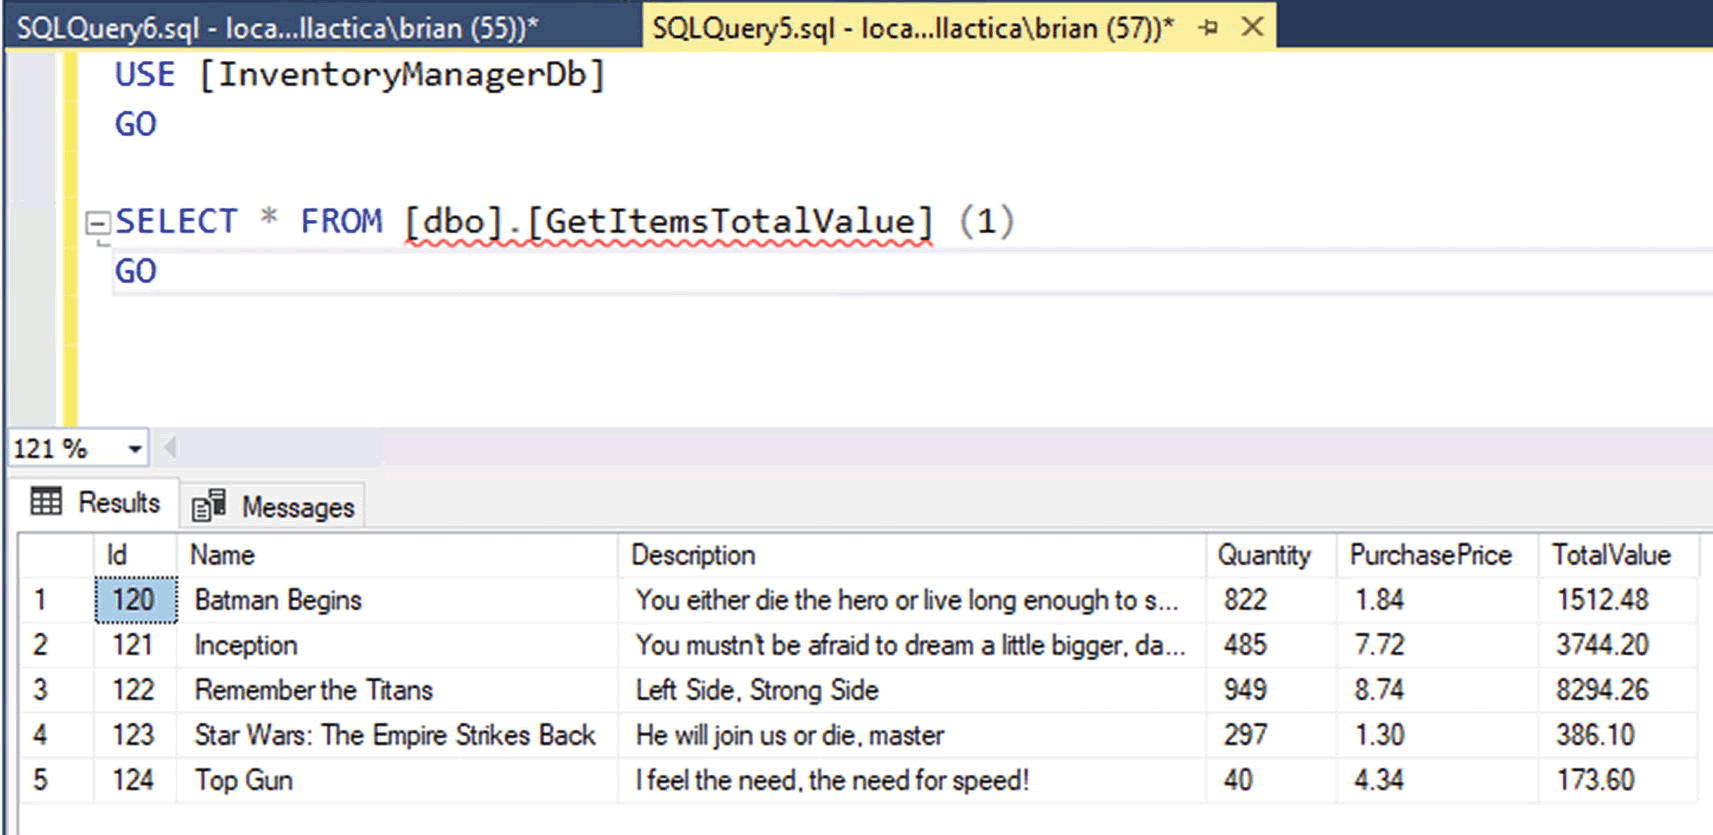 SQLQuery6.sql - loca...llactica\brian (55))* SQLQuery5.sql - loca...llactica\brian (57))*
USE [InventoryManagerDb]
GO
SELECT * FROM [dbo].[GetItemsTotalValue] (1)
GO
121 %
Results Messages
Id Name Description Quantity PurchasePrice TotalValue
1 120 Batman Begins You either die the hero or live long enough to s... 822 1.84 1512.48
2 121 Inception You mustn't be afraid to dream a little bigger, da... 485 7.72 3744.20
3 122 Remember the Titans Left Side, Strong Side 949 8.74 8294.26
4 123 Star Wars: The Empire Strikes Back He will join us or die, master 297 1.30 386.10
5 124 Top Gun I feel the need, the need for speed! 40 4.34 173.60